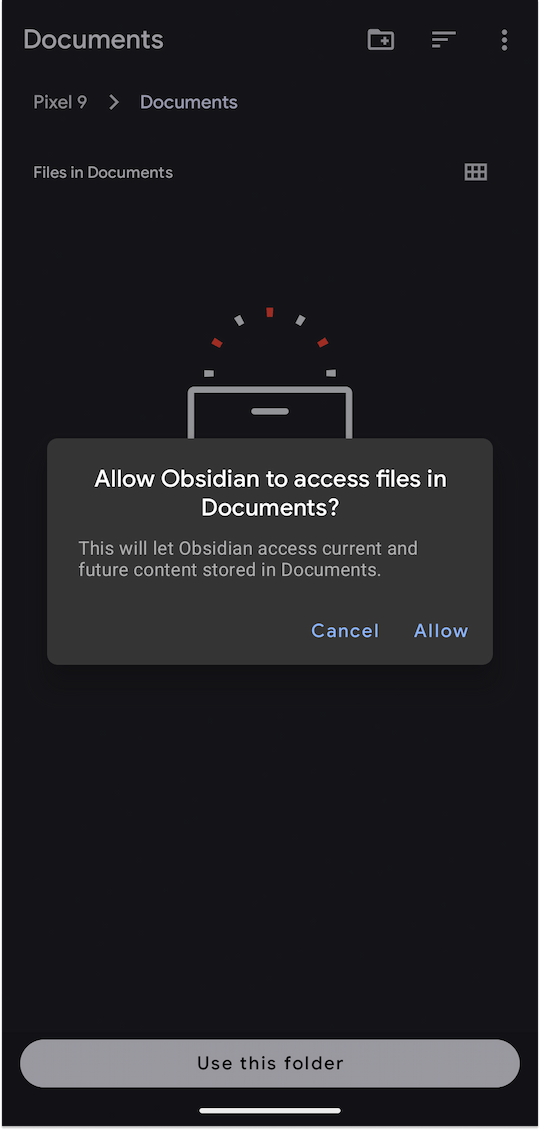 Documents
Pixel 9 > Documents
Files in Documents
Allow Obsidian to access files in
Documents?
This will let Obsidian access current and
future content stored in Documents.
Cancel Allow
Use this folder